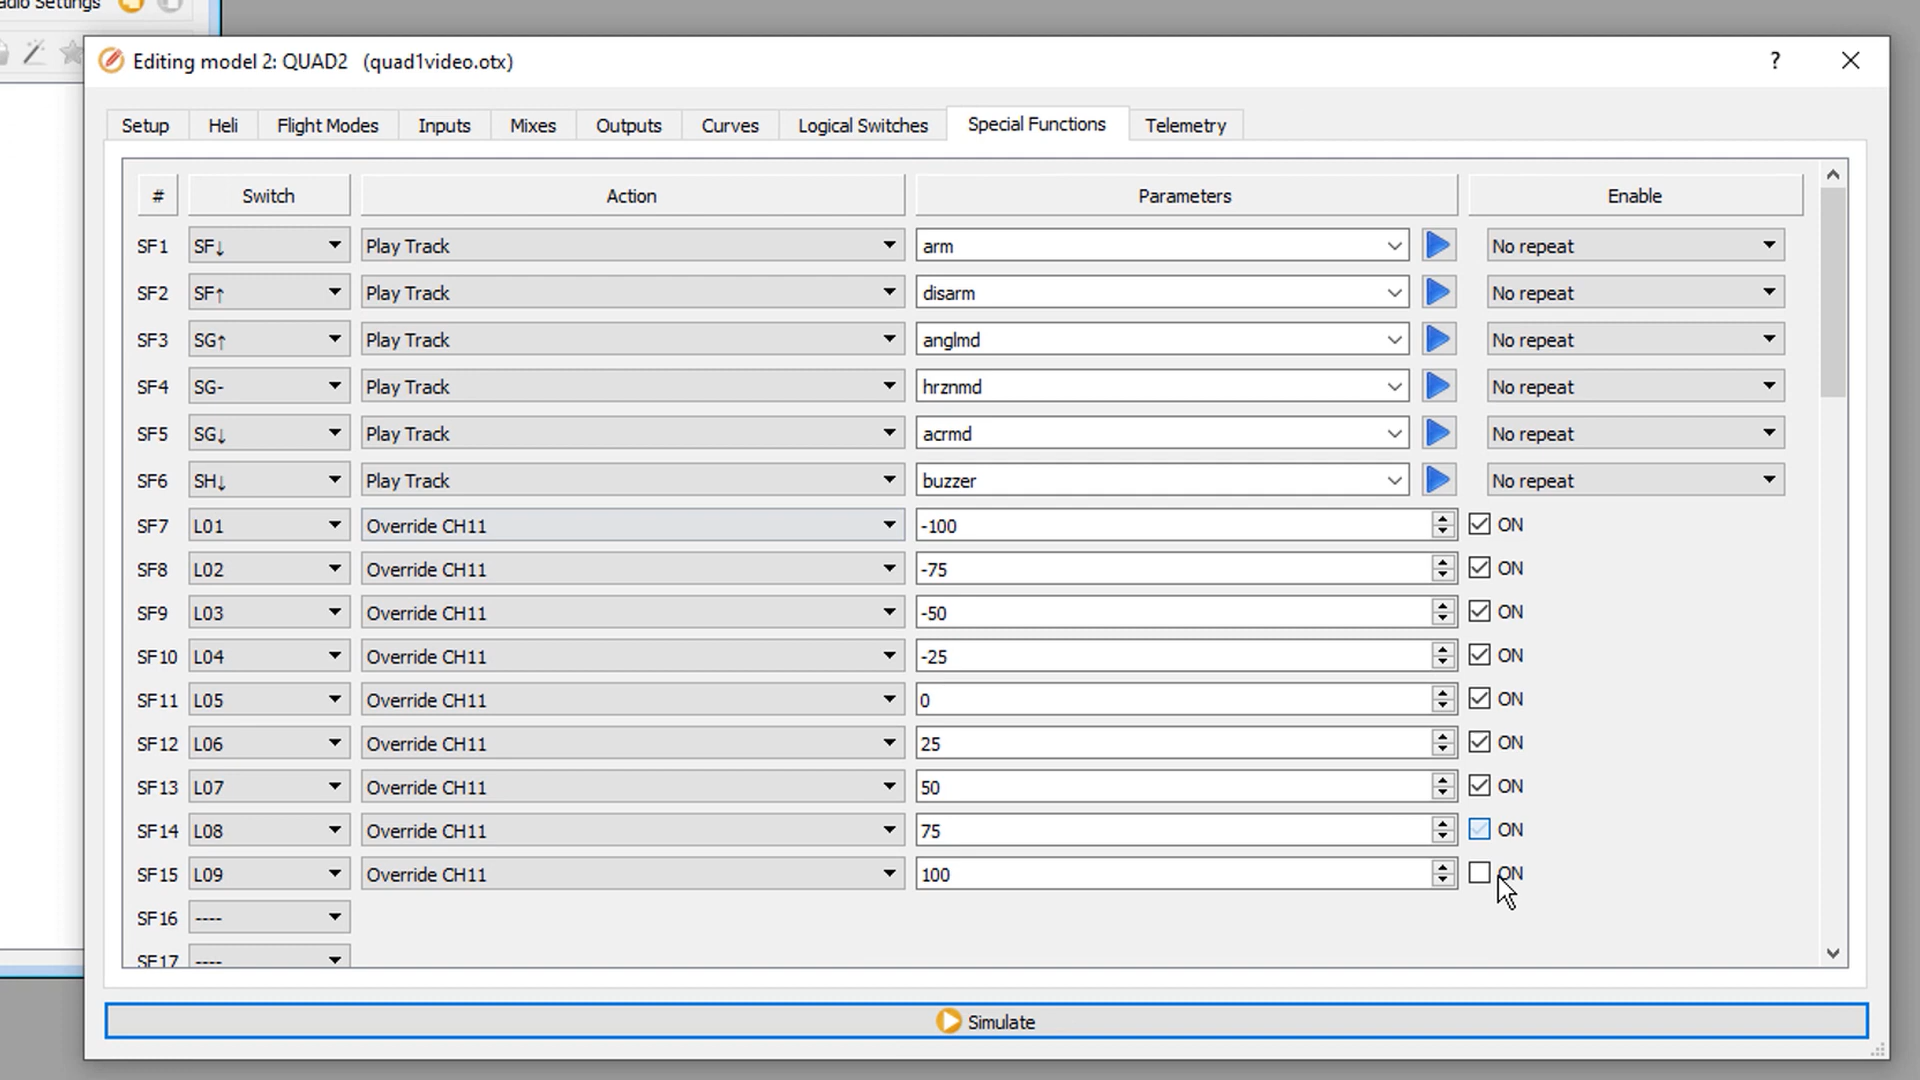 adio Settings
Editing model 2: QUAD2 (quad1video.otx) ?
Setup Heli Flight Modes Inputs Mixes Outputs Curves Logical Switches Special Functions Telemetry
# Switch Action Parameters Enable
SF1 SF↓ Play Track arm No repeat
SF2 SF↑ Play Track disarm No repeat
SF3 SG↑ Play Track anglmd No repeat
SF4 SG- Play Track hrznmd No repeat
SF5 SG↓ Play Track acrmd No repeat
SF6 SH↓ Play Track buzzer No repeat
SF7 L01 Override CH11 -100 ON
SF8 L02 Override CH11 -75 ON
SF9 L03 Override CH11 -50 ON
SF10 L04 Override CH11 -25 ON
SF11 L05 Override CH11 0 ON
SF12 L06 Override CH11 25 ON
SF13 L07 Override CH11 50 ON
SF14 L08 Override CH11 75 ON
SF15 L09 Override CH11 100 ON
SF16 ----
SF17 ----
Simulate